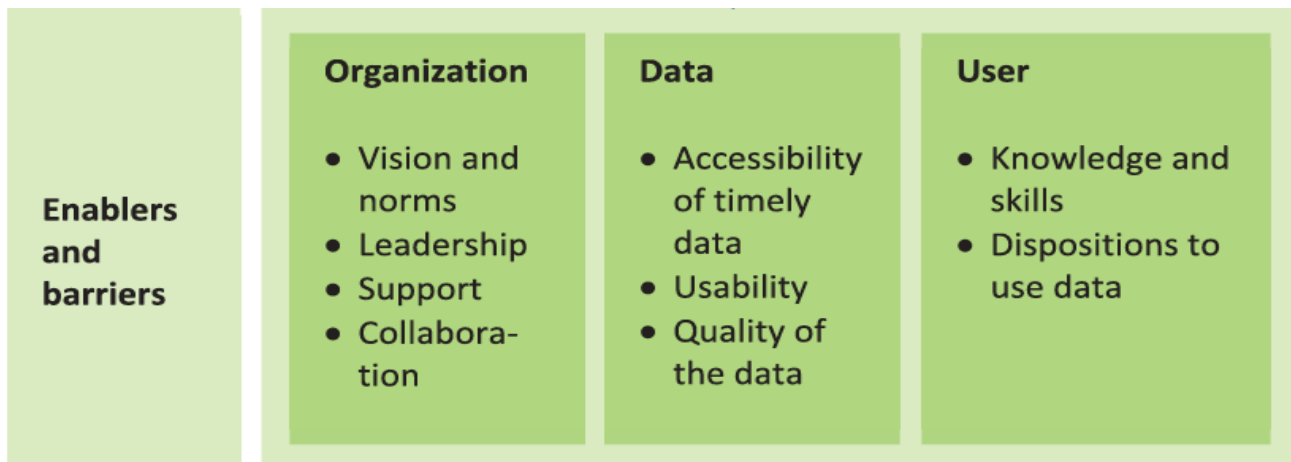 Enablers
and
barriers
Organization
• Vision and
norms
• Leadership
• Support
• Collabora-
tion
Data
• Accessibility
of timely
data
• Usability
• Quality of
the data
User
• Knowledge and
skills
• Dispositions to
use data